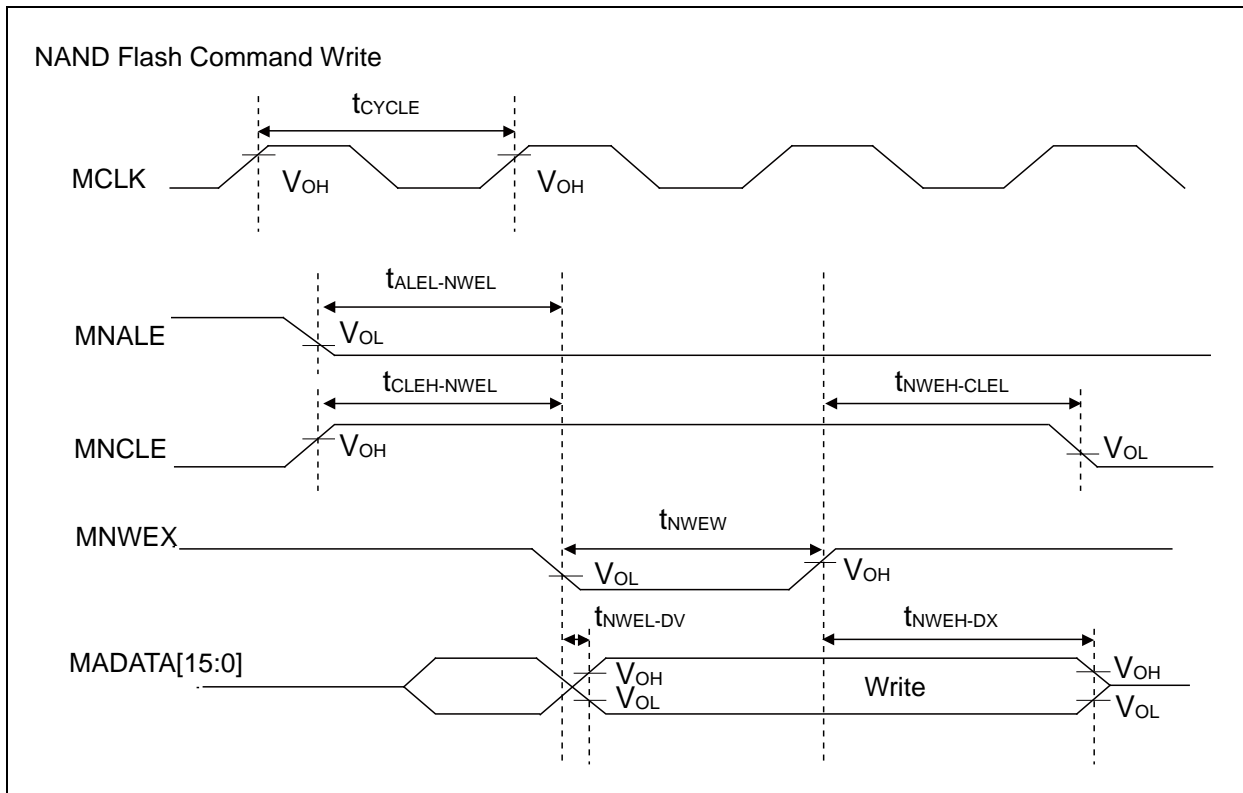 NAND Flash Command Write
tCYCLE
MCLK
VOH
VOH
tALEL-NWEL
MNALE
VOL
tCLEH-NWEL
tNWEH-CLEL
MNCLE
VOH
VOL
tNWEW
MNWEX
VOL
VOH
tNWEL-DV
tNWEH-DX
MADATA[15:0]
VOH
VOH
Write
VOL
VOL